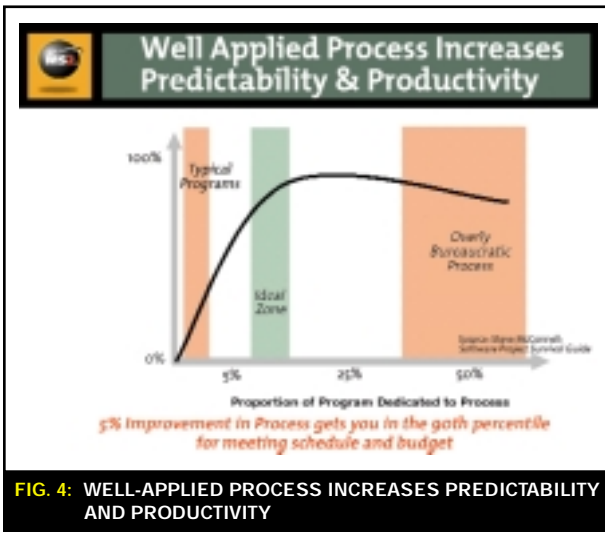 Well Applied Process Increases
Predictability & Productivity
100%
Typical
Programs
Ideal
Zone
Overly
Bureaucratic
Process
Source: Steve McConnell:
Software Project Survival Guide
0%
5%
25%
50%
Proportion of Program Dedicated to Process
5% Improvement in Process gets you in the 90th percentile
for meeting schedule and budget
FIG. 4: WELL-APPLIED PROCESS INCREASES PREDICTABILITY
AND PRODUCTIVITY